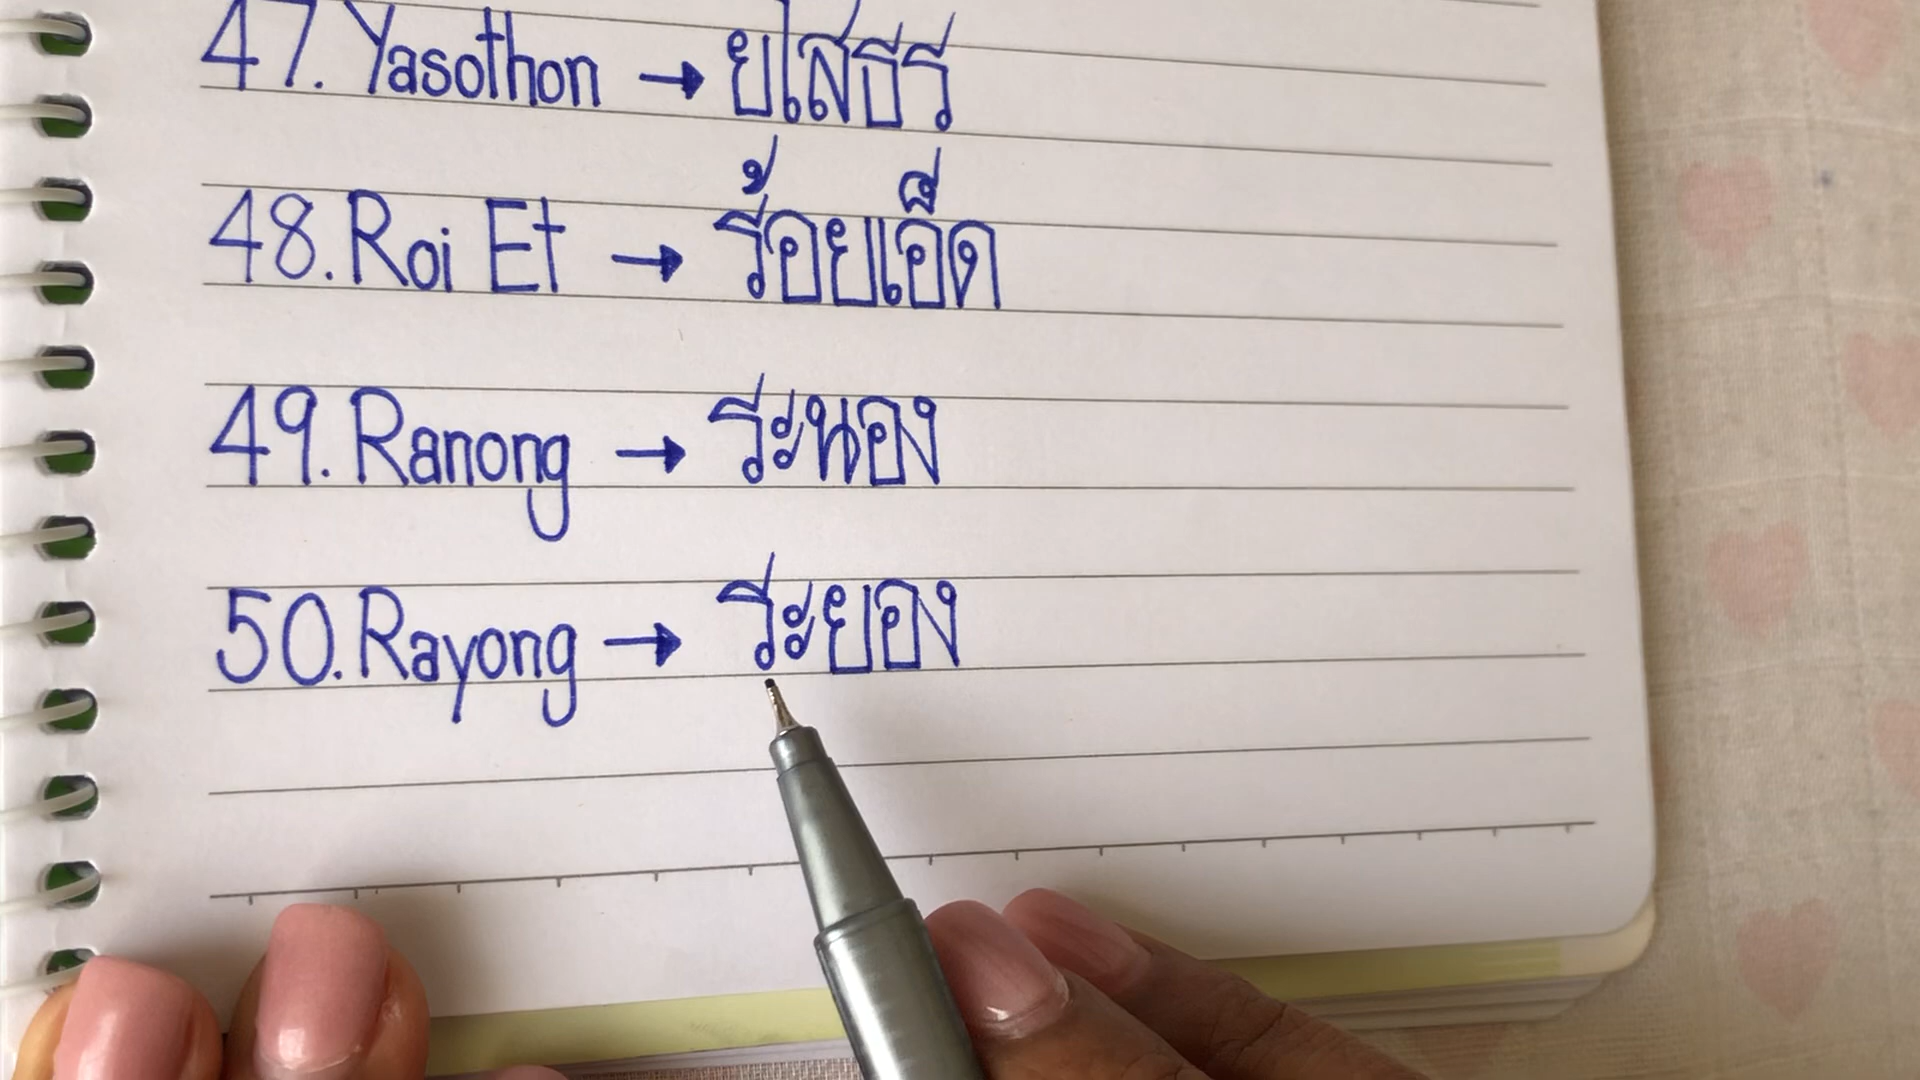 47. Yasothon → ยโสธร
48. Roi Et → ร้อยเอ็ด
49. Ranong → ระนอง
50. Rayong → ระยอง